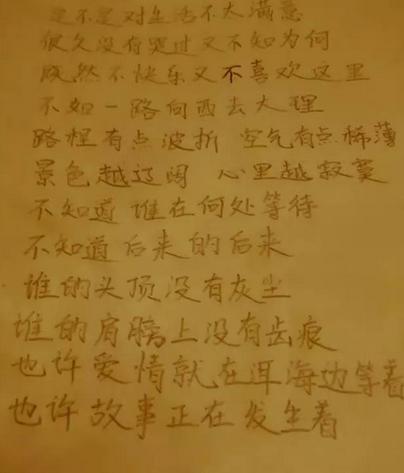 是不是对生活不太满意
很久没有哭过又不知为何
既然不快乐又不喜欢这里
不如一路向西去大理
路程有点波折 空气有点稀薄
景色越辽阔 心里越寂寞
不知道 谁在何处等待
不知道 后来的后来
谁的头顶没有灰尘
谁的肩膀上没有齿痕
也许爱情就在洱海边等着
也许故事正在发生着